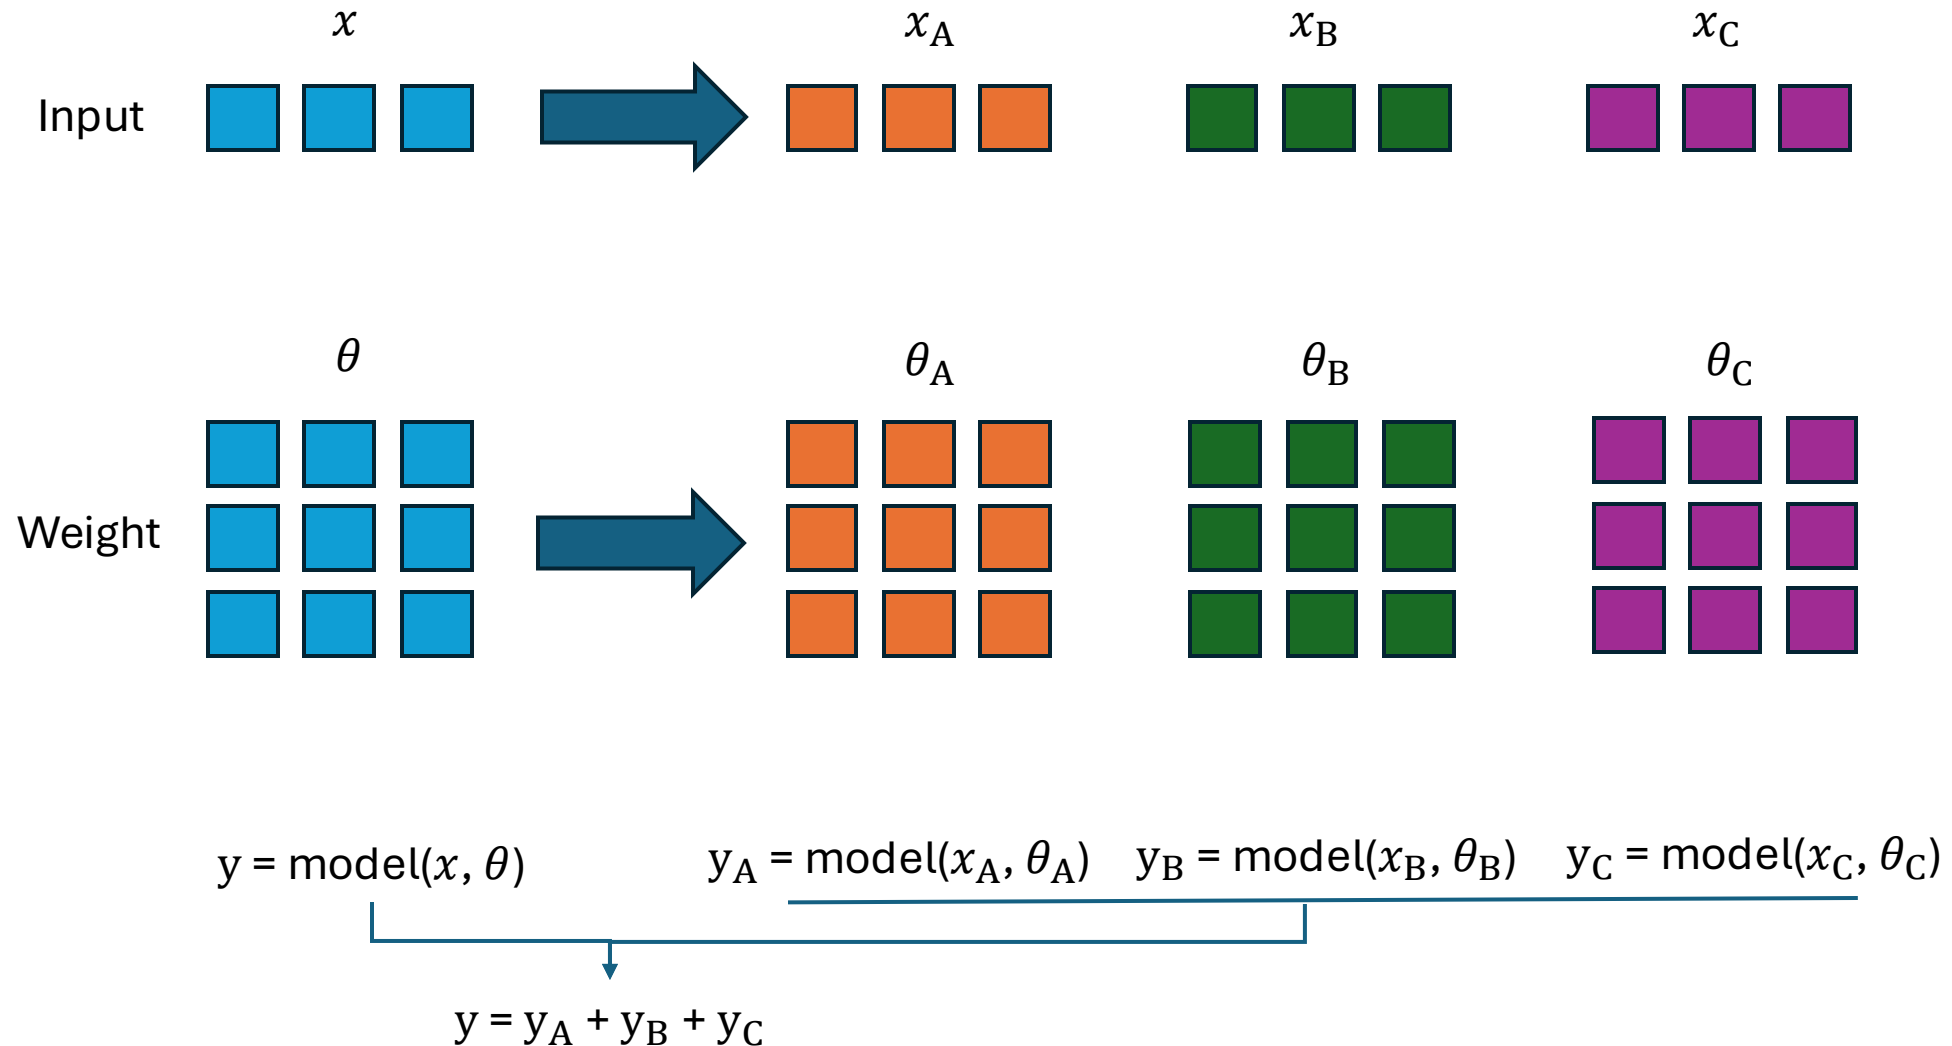 x x_A x_B x_C
Input
θ θ_A θ_B θ_C
Weight
y = model(x, θ) y_A = model(x_A, θ_A) y_B = model(x_B, θ_B) y_C = model(x_C, θ_C)
y = y_A + y_B + y_C